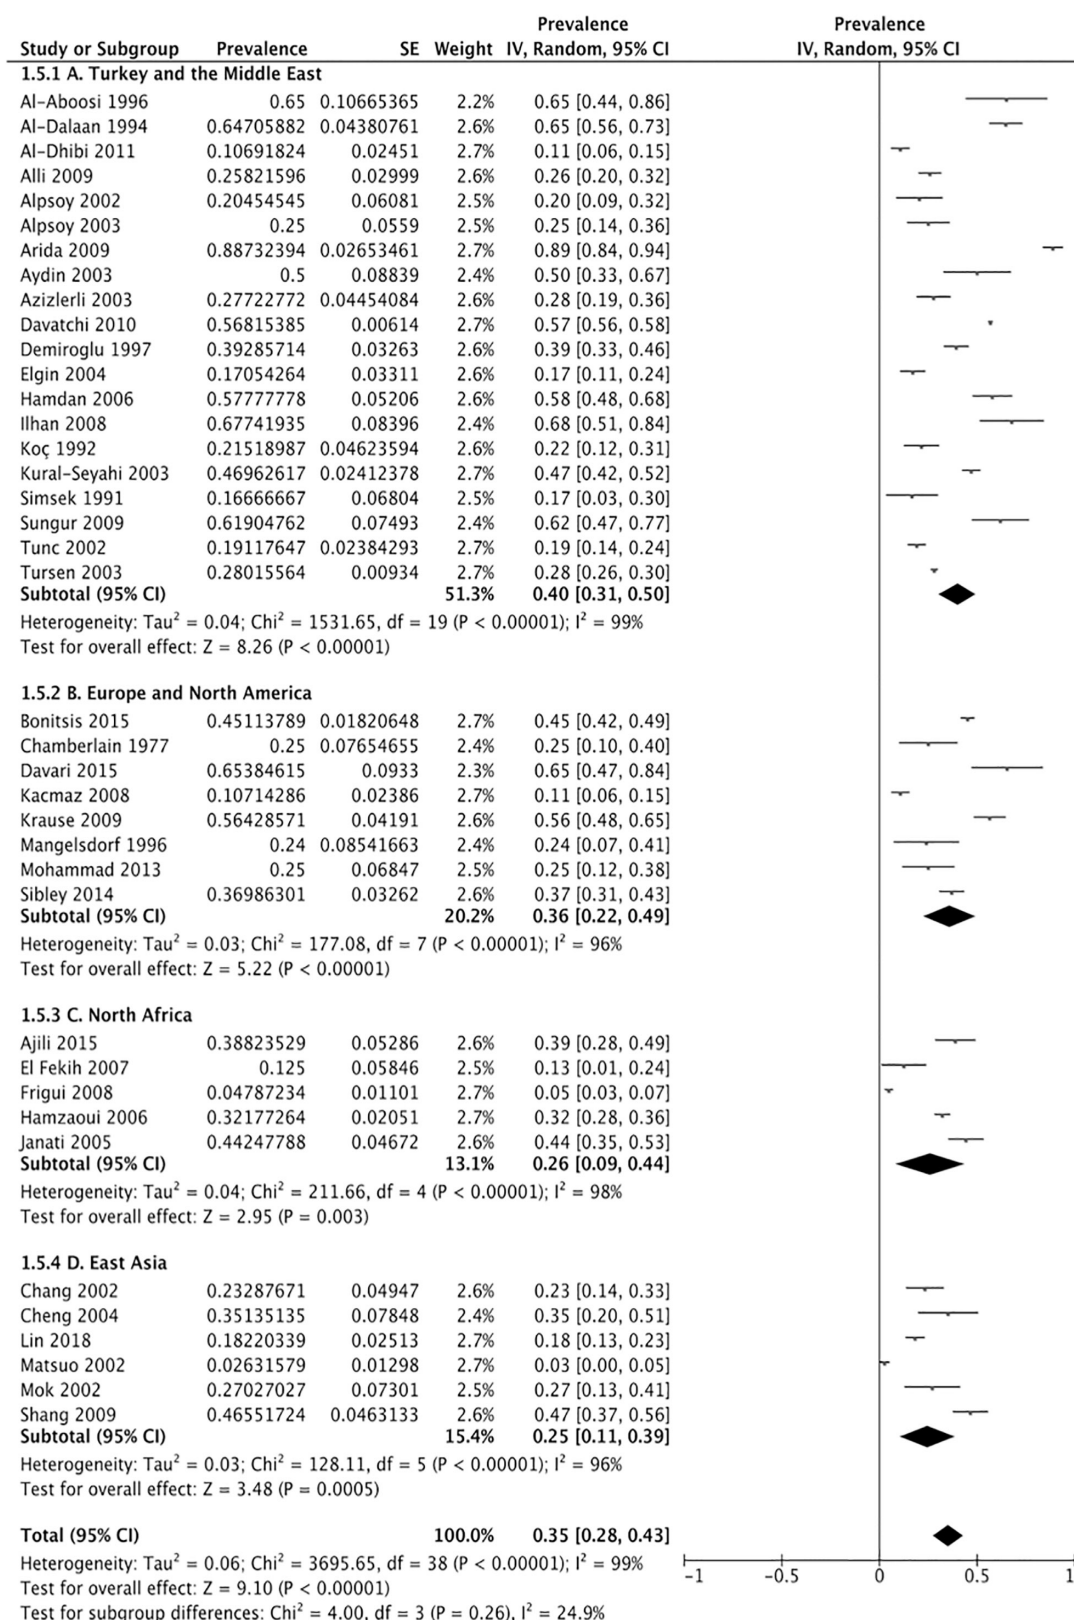 Prevalence Prevalence
Study or Subgroup Prevalence SE Weight IV, Random, 95% CI IV, Random, 95% CI
1.5.1 A. Turkey and the Middle East
Al-Aboosi 1996 0.65 0.10665365 2.2% 0.65 [0.44, 0.86]
Al-Dalaan 1994 0.64705882 0.04380761 2.6% 0.65 [0.56, 0.73]
Al-Dhibi 2011 0.10691824 0.02451 2.7% 0.11 [0.06, 0.15]
Alli 2009 0.25821596 0.02999 2.6% 0.26 [0.20, 0.32]
Alpsoy 2002 0.20454545 0.06081 2.5% 0.20 [0.09, 0.32]
Alpsoy 2003 0.25 0.0559 2.5% 0.25 [0.14, 0.36]
Arida 2009 0.88732394 0.02653461 2.7% 0.89 [0.84, 0.94]
Aydin 2003 0.5 0.08839 2.4% 0.50 [0.33, 0.67]
Azizlerli 2003 0.27722772 0.04454084 2.6% 0.28 [0.19, 0.36]
Davatchi 2010 0.56815385 0.00614 2.7% 0.57 [0.56, 0.58]
Demiroglu 1997 0.39285714 0.03263 2.6% 0.39 [0.33, 0.46]
Elgin 2004 0.17054264 0.03311 2.6% 0.17 [0.11, 0.24]
Hamdan 2006 0.57777778 0.05206 2.6% 0.58 [0.48, 0.68]
Ilhan 2008 0.67741935 0.08396 2.4% 0.68 [0.51, 0.84]
Koç 1992 0.21518987 0.04623594 2.6% 0.22 [0.12, 0.31]
Kural-Seyahi 2003 0.46962617 0.02412378 2.7% 0.47 [0.42, 0.52]
Simsek 1991 0.16666667 0.06804 2.5% 0.17 [0.03, 0.30]
Sungur 2009 0.61904762 0.07493 2.4% 0.62 [0.47, 0.77]
Tunc 2002 0.19117647 0.02384293 2.7% 0.19 [0.14, 0.24]
Tursen 2003 0.28015564 0.00934 2.7% 0.28 [0.26, 0.30]
Subtotal (95% CI) 51.3% 0.40 [0.31, 0.50]
Heterogeneity: Tau² = 0.04; Chi² = 1531.65, df = 19 (P < 0.00001); I² = 99%
Test for overall effect: Z = 8.26 (P < 0.00001)
1.5.2 B. Europe and North America
Bonitsis 2015 0.45113789 0.01820648 2.7% 0.45 [0.42, 0.49]
Chamberlain 1977 0.25 0.07654655 2.4% 0.25 [0.10, 0.40]
Davari 2015 0.65384615 0.0933 2.3% 0.65 [0.47, 0.84]
Kacmaz 2008 0.10714286 0.02386 2.7% 0.11 [0.06, 0.15]
Krause 2009 0.56428571 0.04191 2.6% 0.56 [0.48, 0.65]
Mangelsdorf 1996 0.24 0.08541663 2.4% 0.24 [0.07, 0.41]
Mohammad 2013 0.25 0.06847 2.5% 0.25 [0.12, 0.38]
Sibley 2014 0.36986301 0.03262 2.6% 0.37 [0.31, 0.43]
Subtotal (95% CI) 20.2% 0.36 [0.22, 0.49]
Heterogeneity: Tau² = 0.03; Chi² = 177.08, df = 7 (P < 0.00001); I² = 96%
Test for overall effect: Z = 5.22 (P < 0.00001)
1.5.3 C. North Africa
Ajili 2015 0.38823529 0.05286 2.6% 0.39 [0.28, 0.49]
El Fekih 2007 0.125 0.05846 2.5% 0.13 [0.01, 0.24]
Frigui 2008 0.04787234 0.01101 2.7% 0.05 [0.03, 0.07]
Hamzaoui 2006 0.32177264 0.02051 2.7% 0.32 [0.28, 0.36]
Janati 2005 0.44247788 0.04672 2.6% 0.44 [0.35, 0.53]
Subtotal (95% CI) 13.1% 0.26 [0.09, 0.44]
Heterogeneity: Tau² = 0.04; Chi² = 211.66, df = 4 (P < 0.00001); I² = 98%
Test for overall effect: Z = 2.95 (P = 0.003)
1.5.4 D. East Asia
Chang 2002 0.23287671 0.04947 2.6% 0.23 [0.14, 0.33]
Cheng 2004 0.35135135 0.07848 2.4% 0.35 [0.20, 0.51]
Lin 2018 0.18220339 0.02513 2.7% 0.18 [0.13, 0.23]
Matsuo 2002 0.02631579 0.01298 2.7% 0.03 [0.00, 0.05]
Mok 2002 0.27027027 0.07301 2.5% 0.27 [0.13, 0.41]
Shang 2009 0.46551724 0.0463133 2.6% 0.47 [0.37, 0.56]
Subtotal (95% CI) 15.4% 0.25 [0.11, 0.39]
Heterogeneity: Tau² = 0.03; Chi² = 128.11, df = 5 (P < 0.00001); I² = 96%
Test for overall effect: Z = 3.48 (P = 0.0005)
Total (95% CI) 100.0% 0.35 [0.28, 0.43]
Heterogeneity: Tau² = 0.06; Chi² = 3695.65, df = 38 (P < 0.00001); I² = 99%
-1 -0.5 0 0.5 1
Test for overall effect: Z = 9.10 (P < 0.00001)
Test for subgroup differences: Chi² = 4.00, df = 3 (P = 0.26), I² = 24.9%